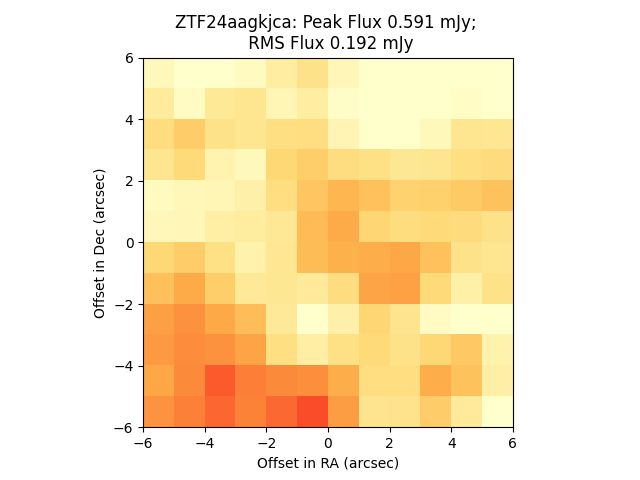 ZTF24aagkjca: Peak Flux 0.591 mJy;
RMS Flux 0.192 mJy
6
4
2
0
−2
−4
−6
Offset in Dec (arcsec)
−6 −4 −2 0 2 4 6
Offset in RA (arcsec)